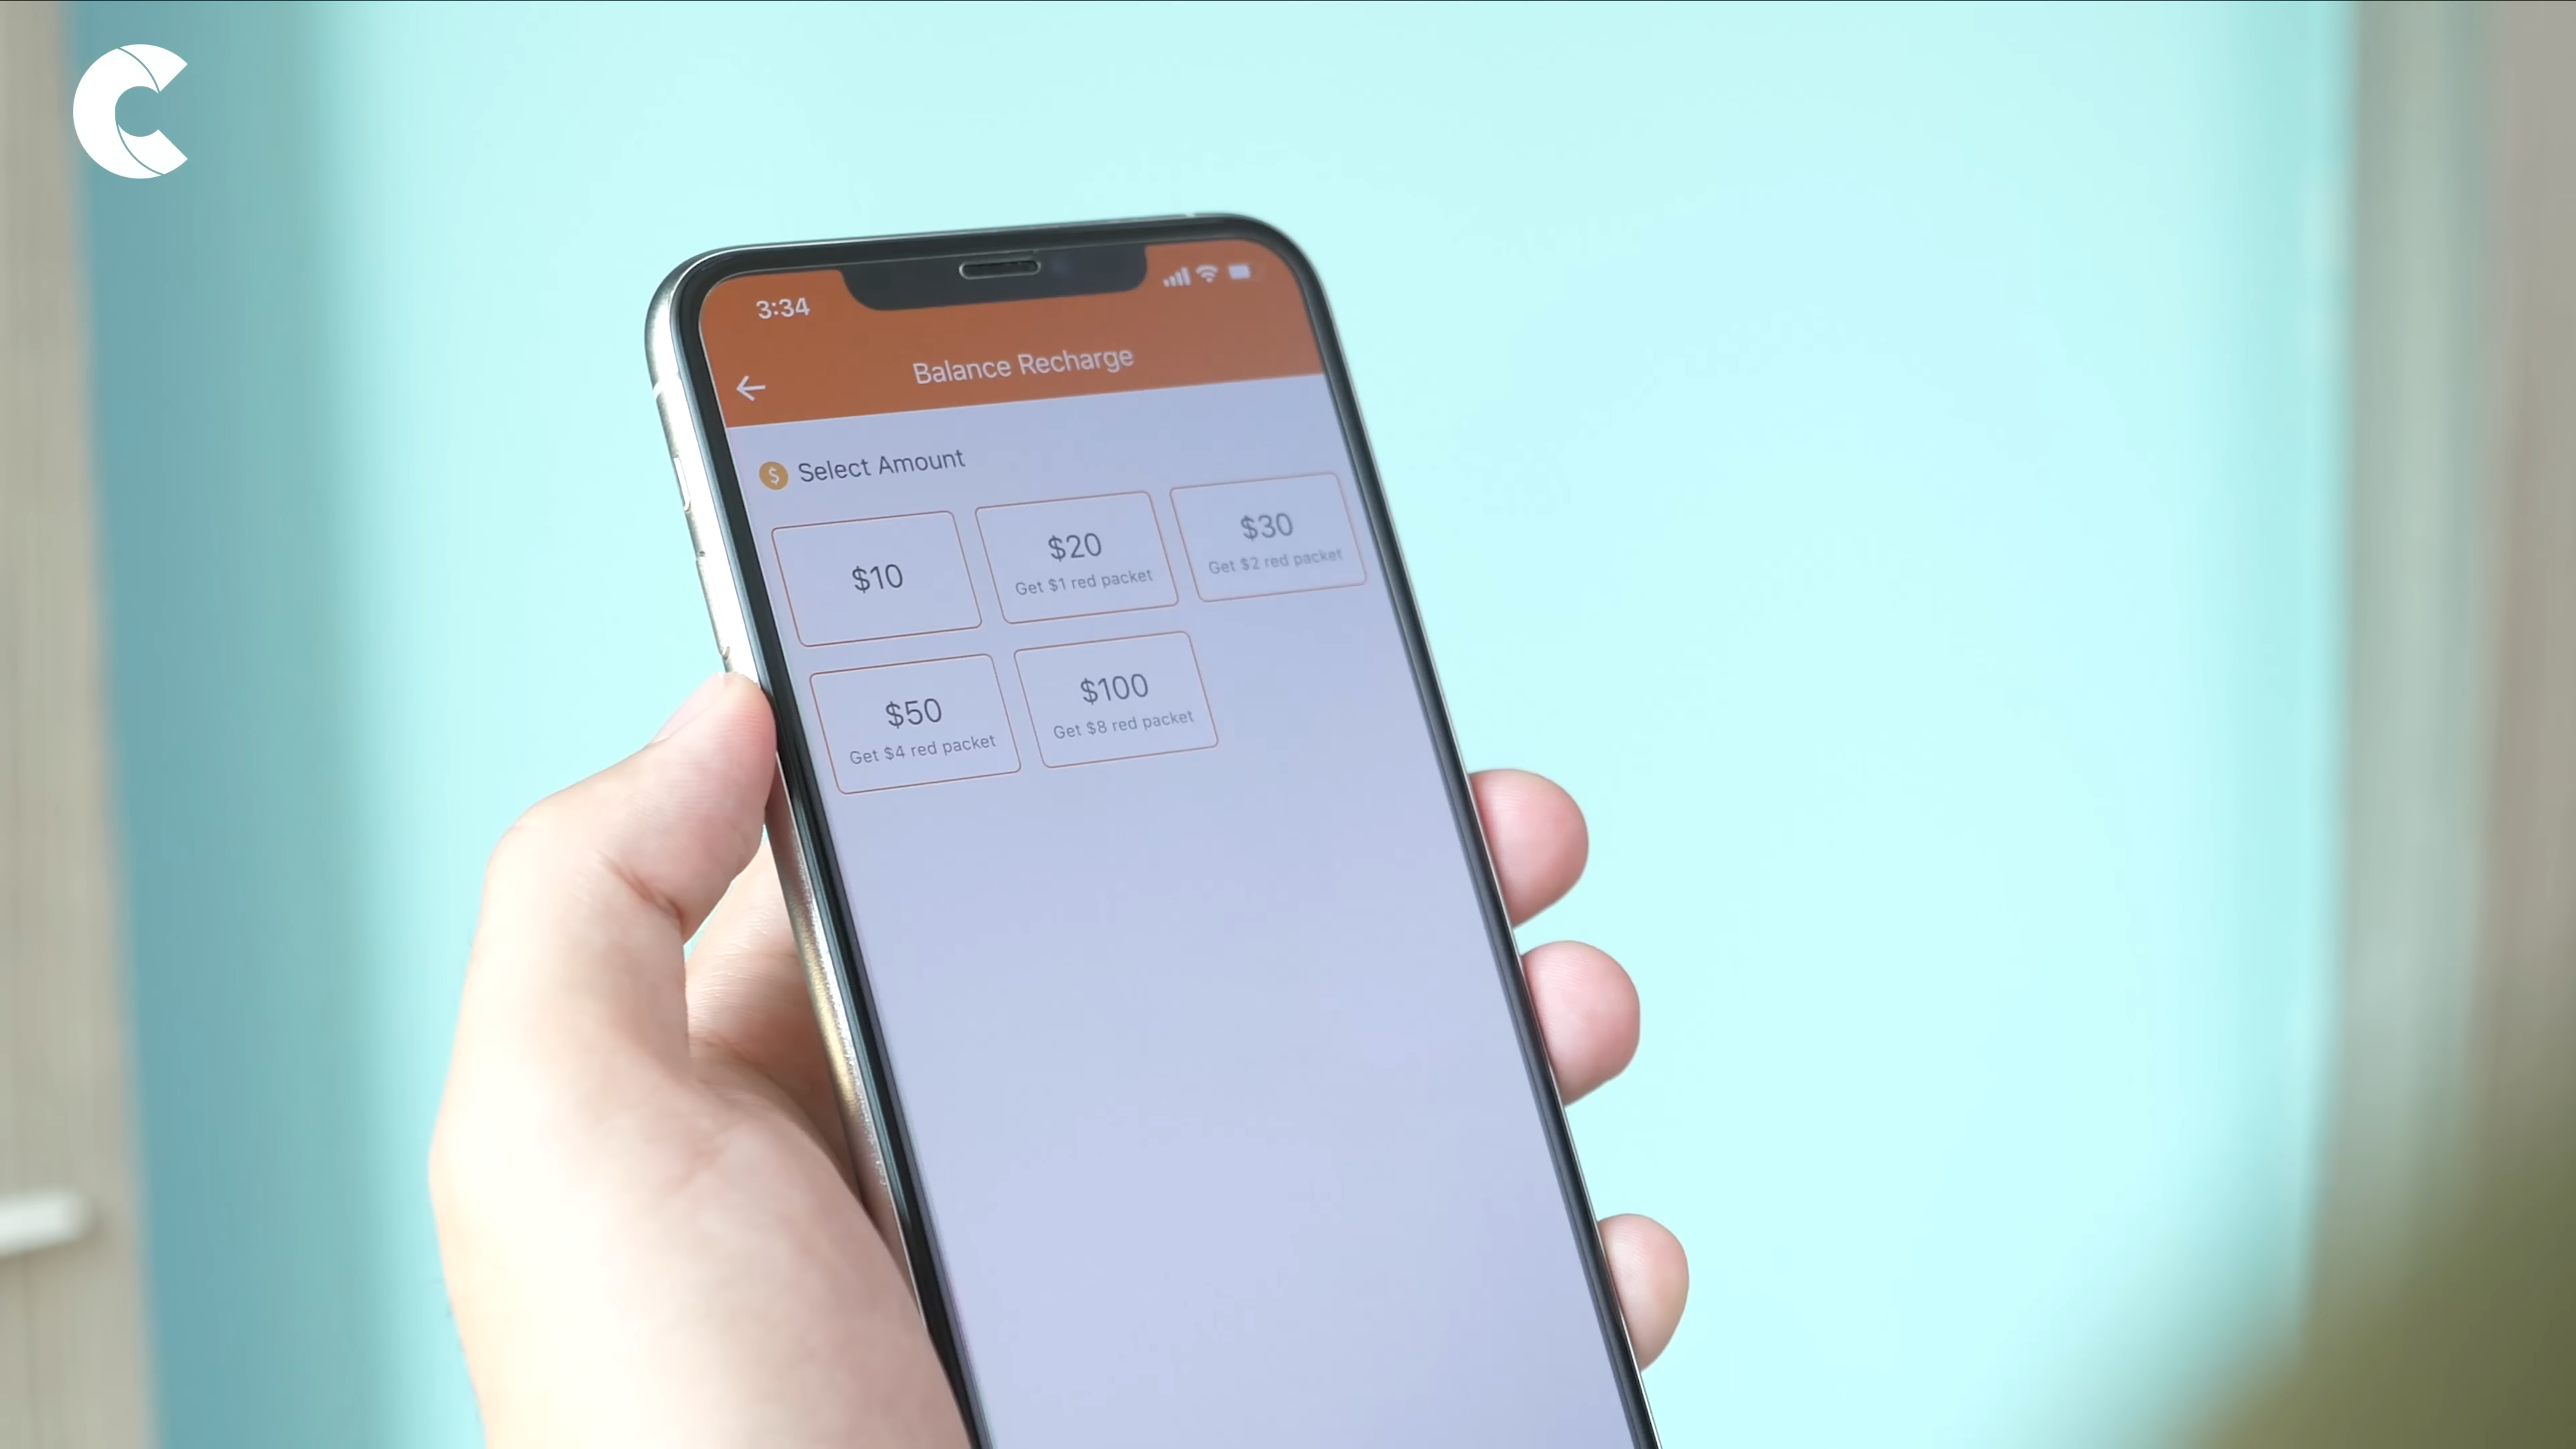 3:34
Balance Recharge
$ Select Amount
$10
$20
Get $1 red packet
$30
Get $2 red packet
$50
Get $4 red packet
$100
Get $8 red packet